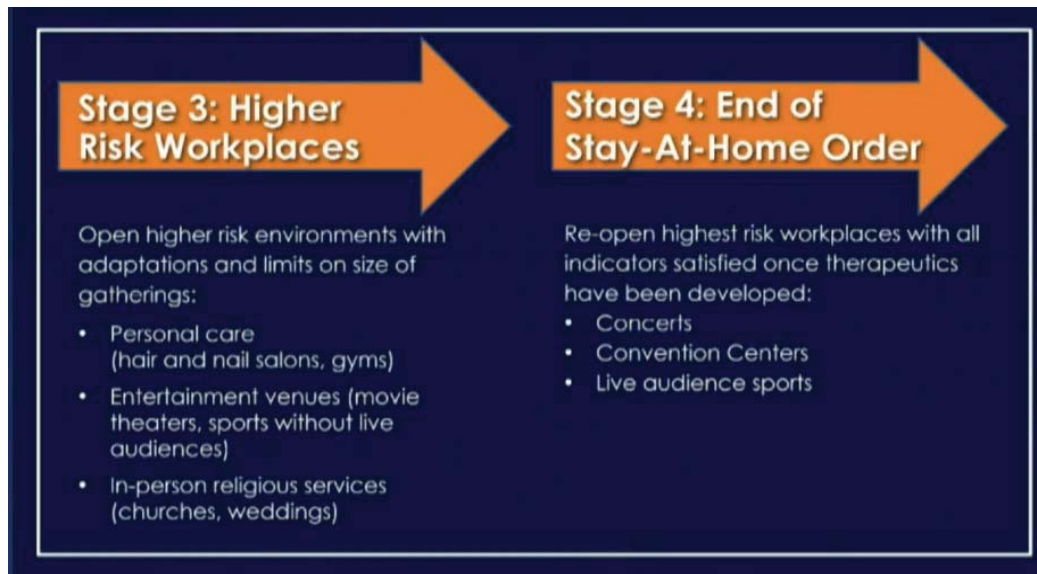 Stage 3: Higher
Risk Workplaces
Open higher risk environments with
adaptations and limits on size of
gatherings:
• Personal care
(hair and nail salons, gyms)
• Entertainment venues (movie
theaters, sports without live
audiences)
• In-person religious services
(churches, weddings)
Stage 4: End of
Stay-At-Home Order
Re-open highest risk workplaces with all
indicators satisfied once therapeutics
have been developed:
• Concerts
• Convention Centers
• Live audience sports